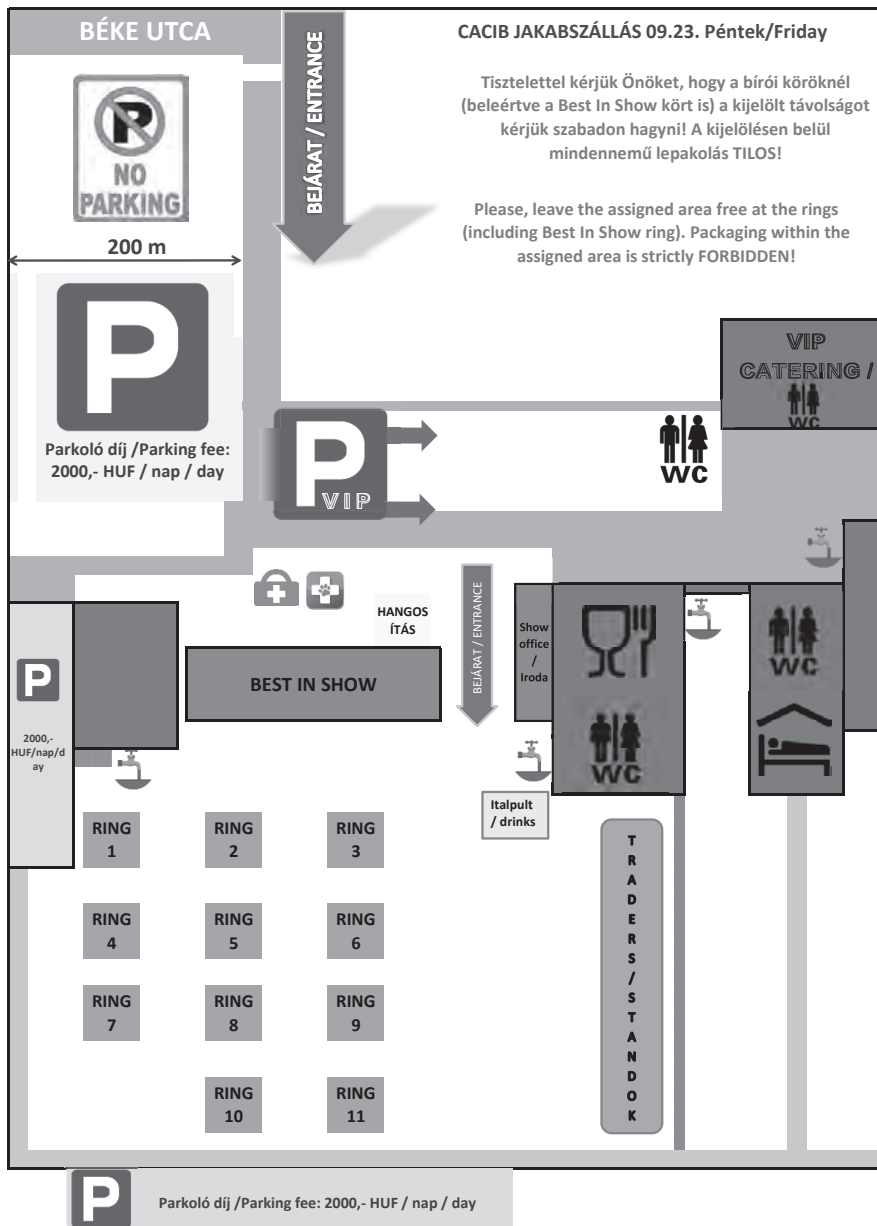 BÉKE UTCA
CACIB JAKABSZÁLLÁS 09.23. Péntek/Friday
BEJÁRAT / ENTRANCE
Tisztelettel kérjük Önöket, hogy a bírói köröknél
(beleértve a Best In Show kört is) a kijelölt távolságot
kérjük szabadon hagyni! A kijelölésen belül
mindennemű lepakolás TILOS!
P
NO
PARKING
Please, leave the assigned area free at the rings
(including Best In Show ring). Packaging within the
assigned area is strictly FORBIDDEN!
200 m
P
Parkoló díj /Parking fee:
2000,- HUF / nap / day
VIP
CATERING /
WC
P
VIP
WC
HANGOS
ÍTÁS
BEJÁRAT / ENTRANCE
Show
office
/
Iroda
WC
WC
BEST IN SHOW
P
2000,-
HUF/nap/d
ay
Italpult
/ drinks
RING
1
RING
2
RING
3
RING
4
RING
5
RING
6
RING
7
RING
8
RING
9
RING
10
RING
11
TRADERS/STANDOK
P
Parkoló díj /Parking fee: 2000,- HUF / nap / day